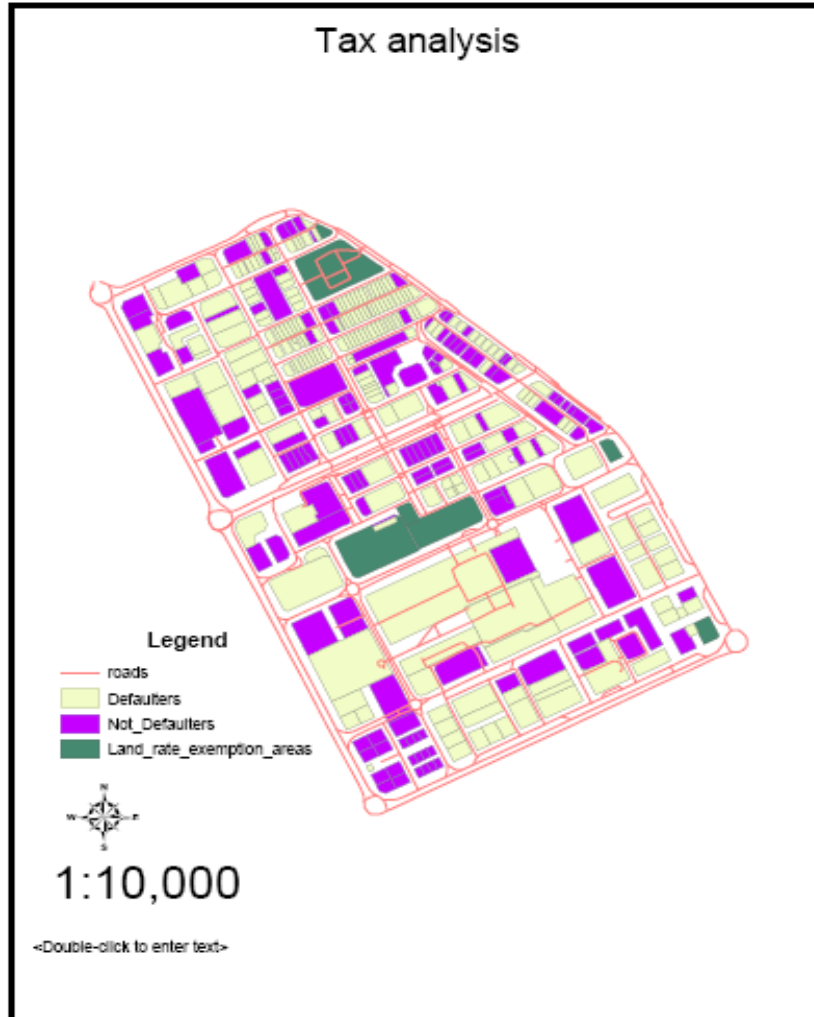 Tax analysis
Legend
roads
Defaulters
Not_Defaulters
Land_rate_exemption_areas
N
W E
S
1:10,000
<Double-click to enter text>